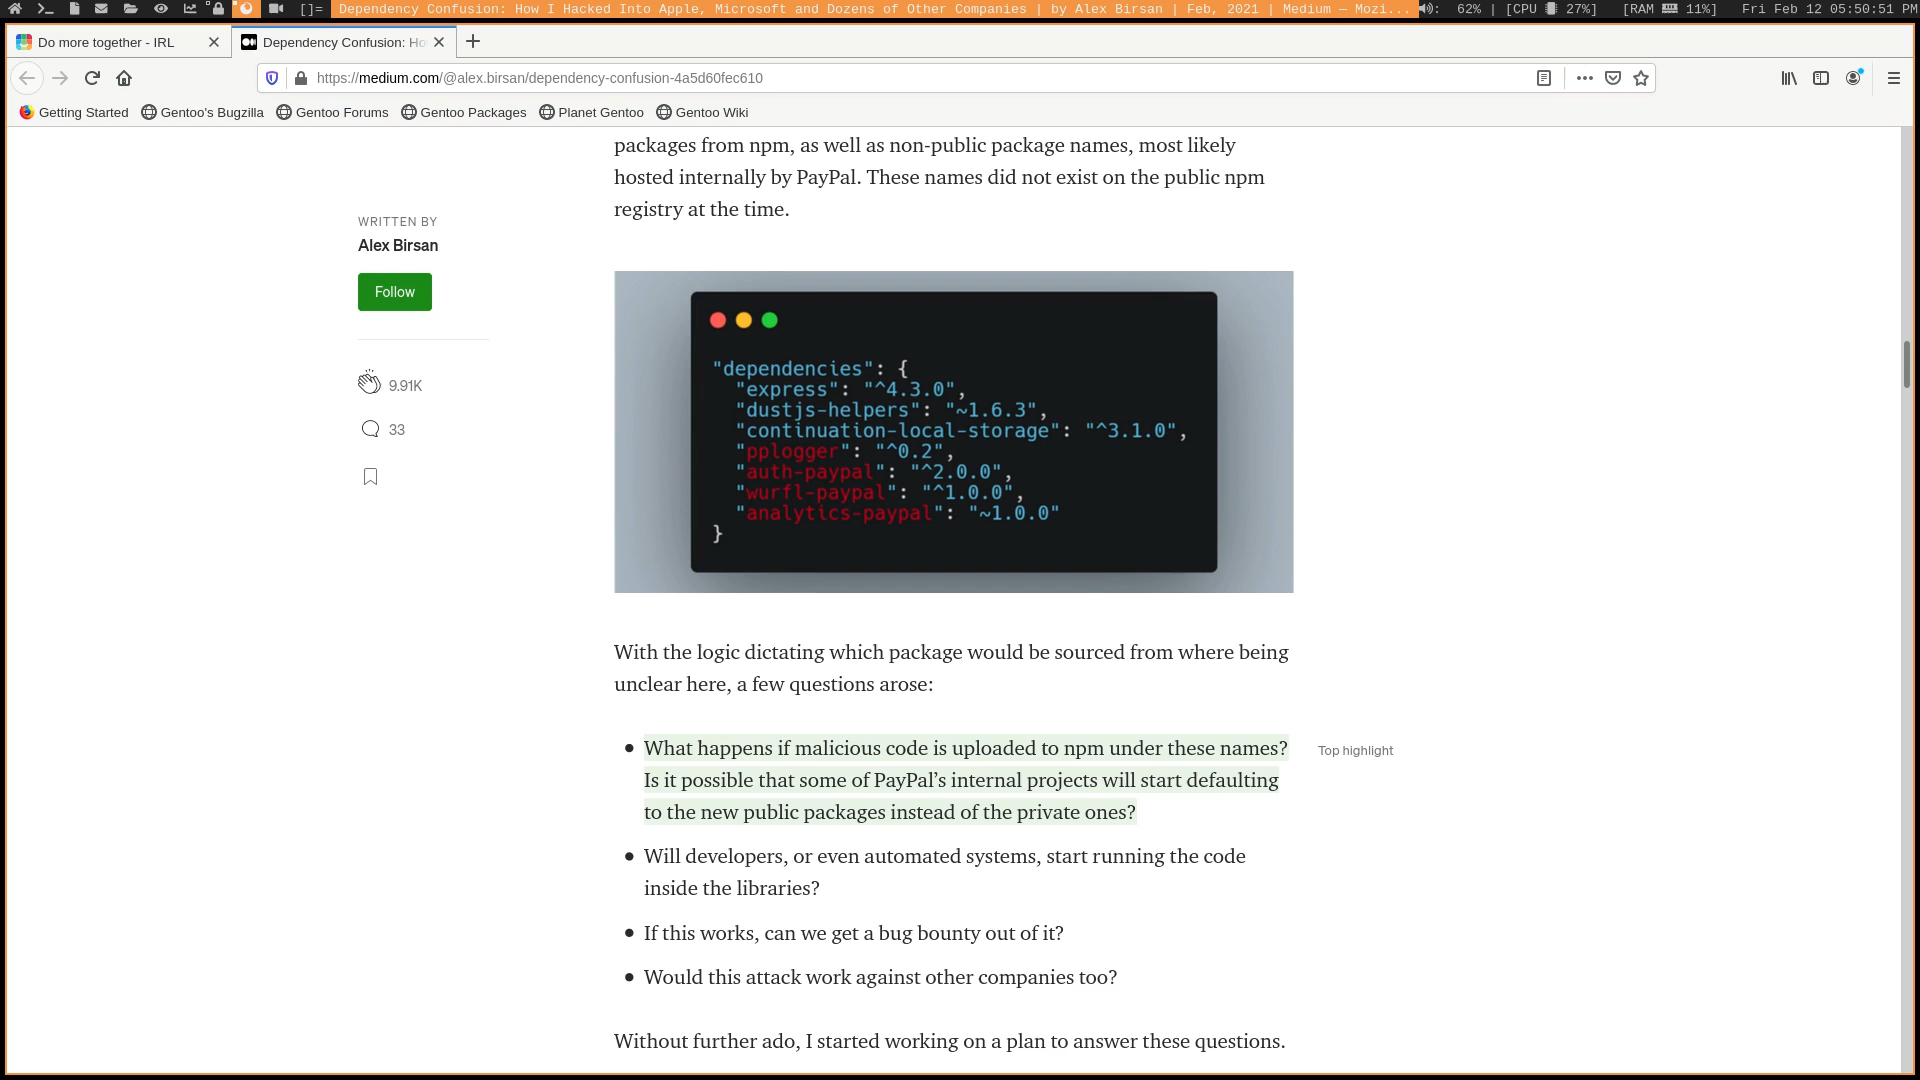 []= Dependency Confusion: How I Hacked Into Apple, Microsoft and Dozens of Other Companies | by Alex Birsan | Feb, 2021 | Medium — Mozi... : 62% | [CPU 27%] [RAM 11%] Fri Feb 12 05:50:51 PM
Do more together - IRL Dependency Confusion: Ho
https://medium.com/@alex.birsan/dependency-confusion-4a5d60fec610
Getting Started Gentoo's Bugzilla Gentoo Forums Gentoo Packages Planet Gentoo Gentoo Wiki
packages from npm, as well as non-public package names, most likely
hosted internally by PayPal. These names did not exist on the public npm
registry at the time.
WRITTEN BY
Alex Birsan
Follow
9.91K
33
"dependencies": {
"express": "^4.3.0",
"dustjs-helpers": "~1.6.3",
"continuation-local-storage": "^3.1.0",
"pplogger": "^0.2",
"auth-paypal": "^2.0.0",
"wurfl-paypal": "^1.0.0",
"analytics-paypal": "~1.0.0"
}
With the logic dictating which package would be sourced from where being
unclear here, a few questions arose:
• What happens if malicious code is uploaded to npm under these names?
Is it possible that some of PayPal’s internal projects will start defaulting
to the new public packages instead of the private ones?
Top highlight
• Will developers, or even automated systems, start running the code
inside the libraries?
• If this works, can we get a bug bounty out of it?
• Would this attack work against other companies too?
Without further ado, I started working on a plan to answer these questions.